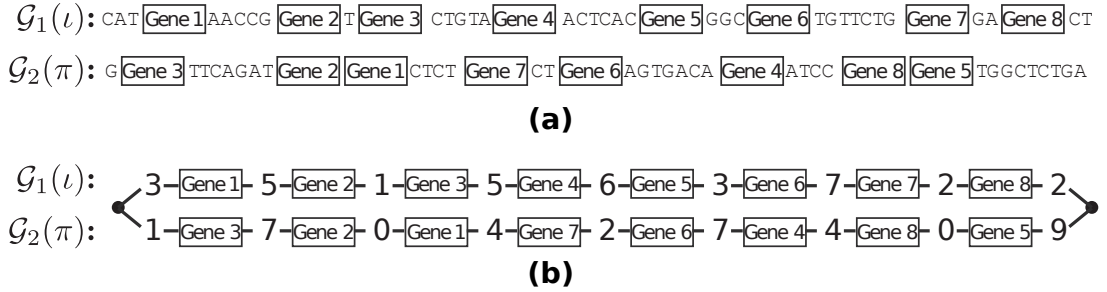 𝒢₁(ι): CAT Gene 1 AACCG Gene 2 T Gene 3 CTGTA Gene 4 ACTCAC Gene 5 GGC Gene 6 TGTTCTG Gene 7 GA Gene 8 CT
𝒢₂(π): G Gene 3 TTCAGAT Gene 2 Gene 1 CTCT Gene 7 CT Gene 6 AGTGACA Gene 4 ATCC Gene 8 Gene 5 TGGCTCTGA
(a)
𝒢₁(ι): 3 Gene 1 5 Gene 2 1 Gene 3 5 Gene 4 6 Gene 5 3 Gene 6 7 Gene 7 2 Gene 8 2
𝒢₂(π): 1 Gene 3 7 Gene 2 0 Gene 1 4 Gene 7 2 Gene 6 7 Gene 4 4 Gene 8 0 Gene 5 9
(b)